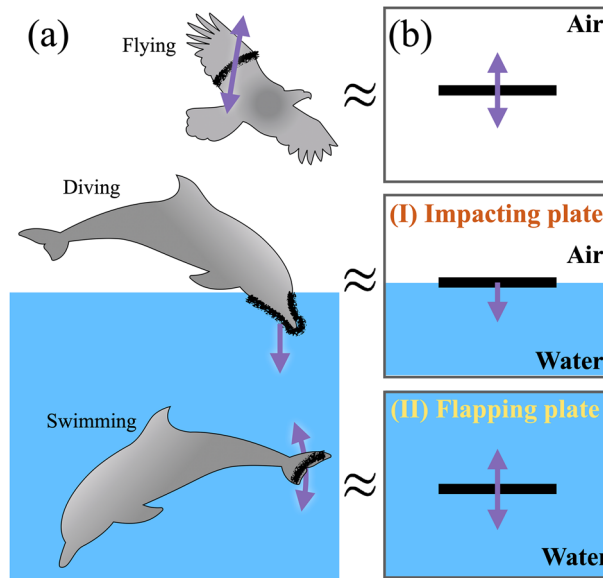 (a)
Flying
≈
(b)
Air
Diving
≈
(I) Impacting plate
Air
Water
Swimming
≈
(II) Flapping plate
Water